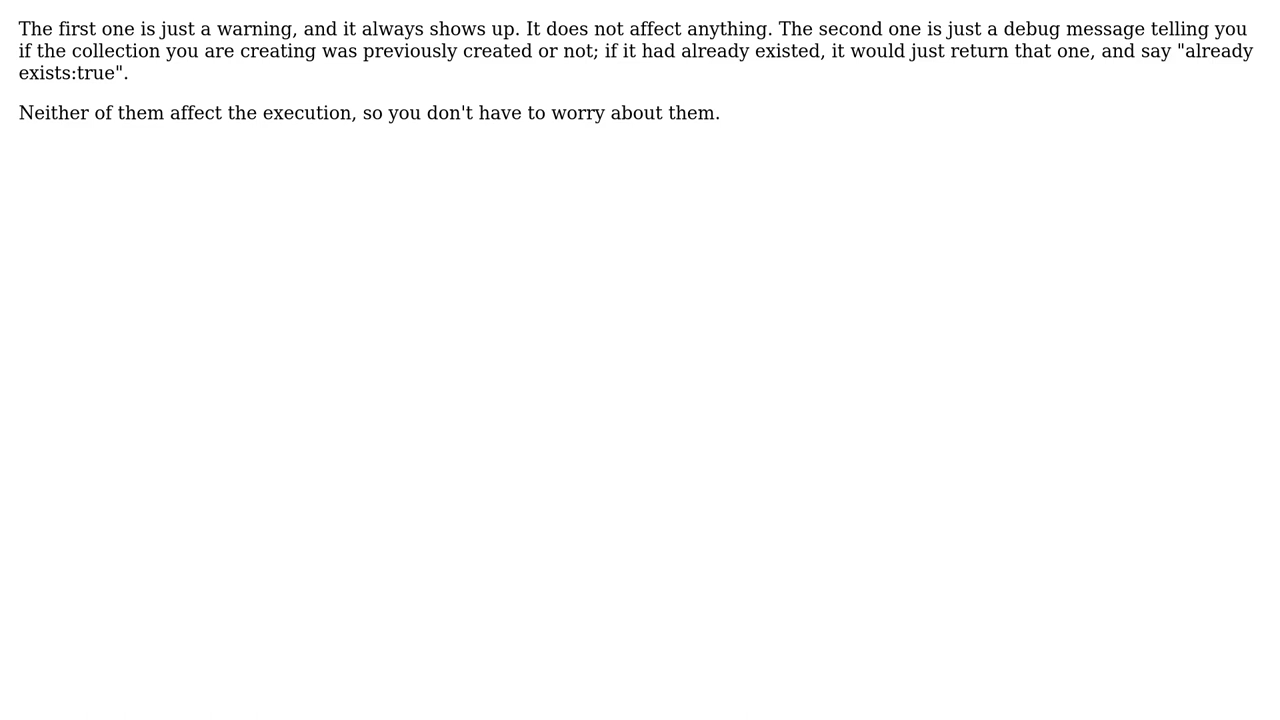 The first one is just a warning, and it always shows up. It does not affect anything. The second one is just a debug message telling you
if the collection you are creating was previously created or not; if it had already existed, it would just return that one, and say "already
exists:true".
Neither of them affect the execution, so you don't have to worry about them.